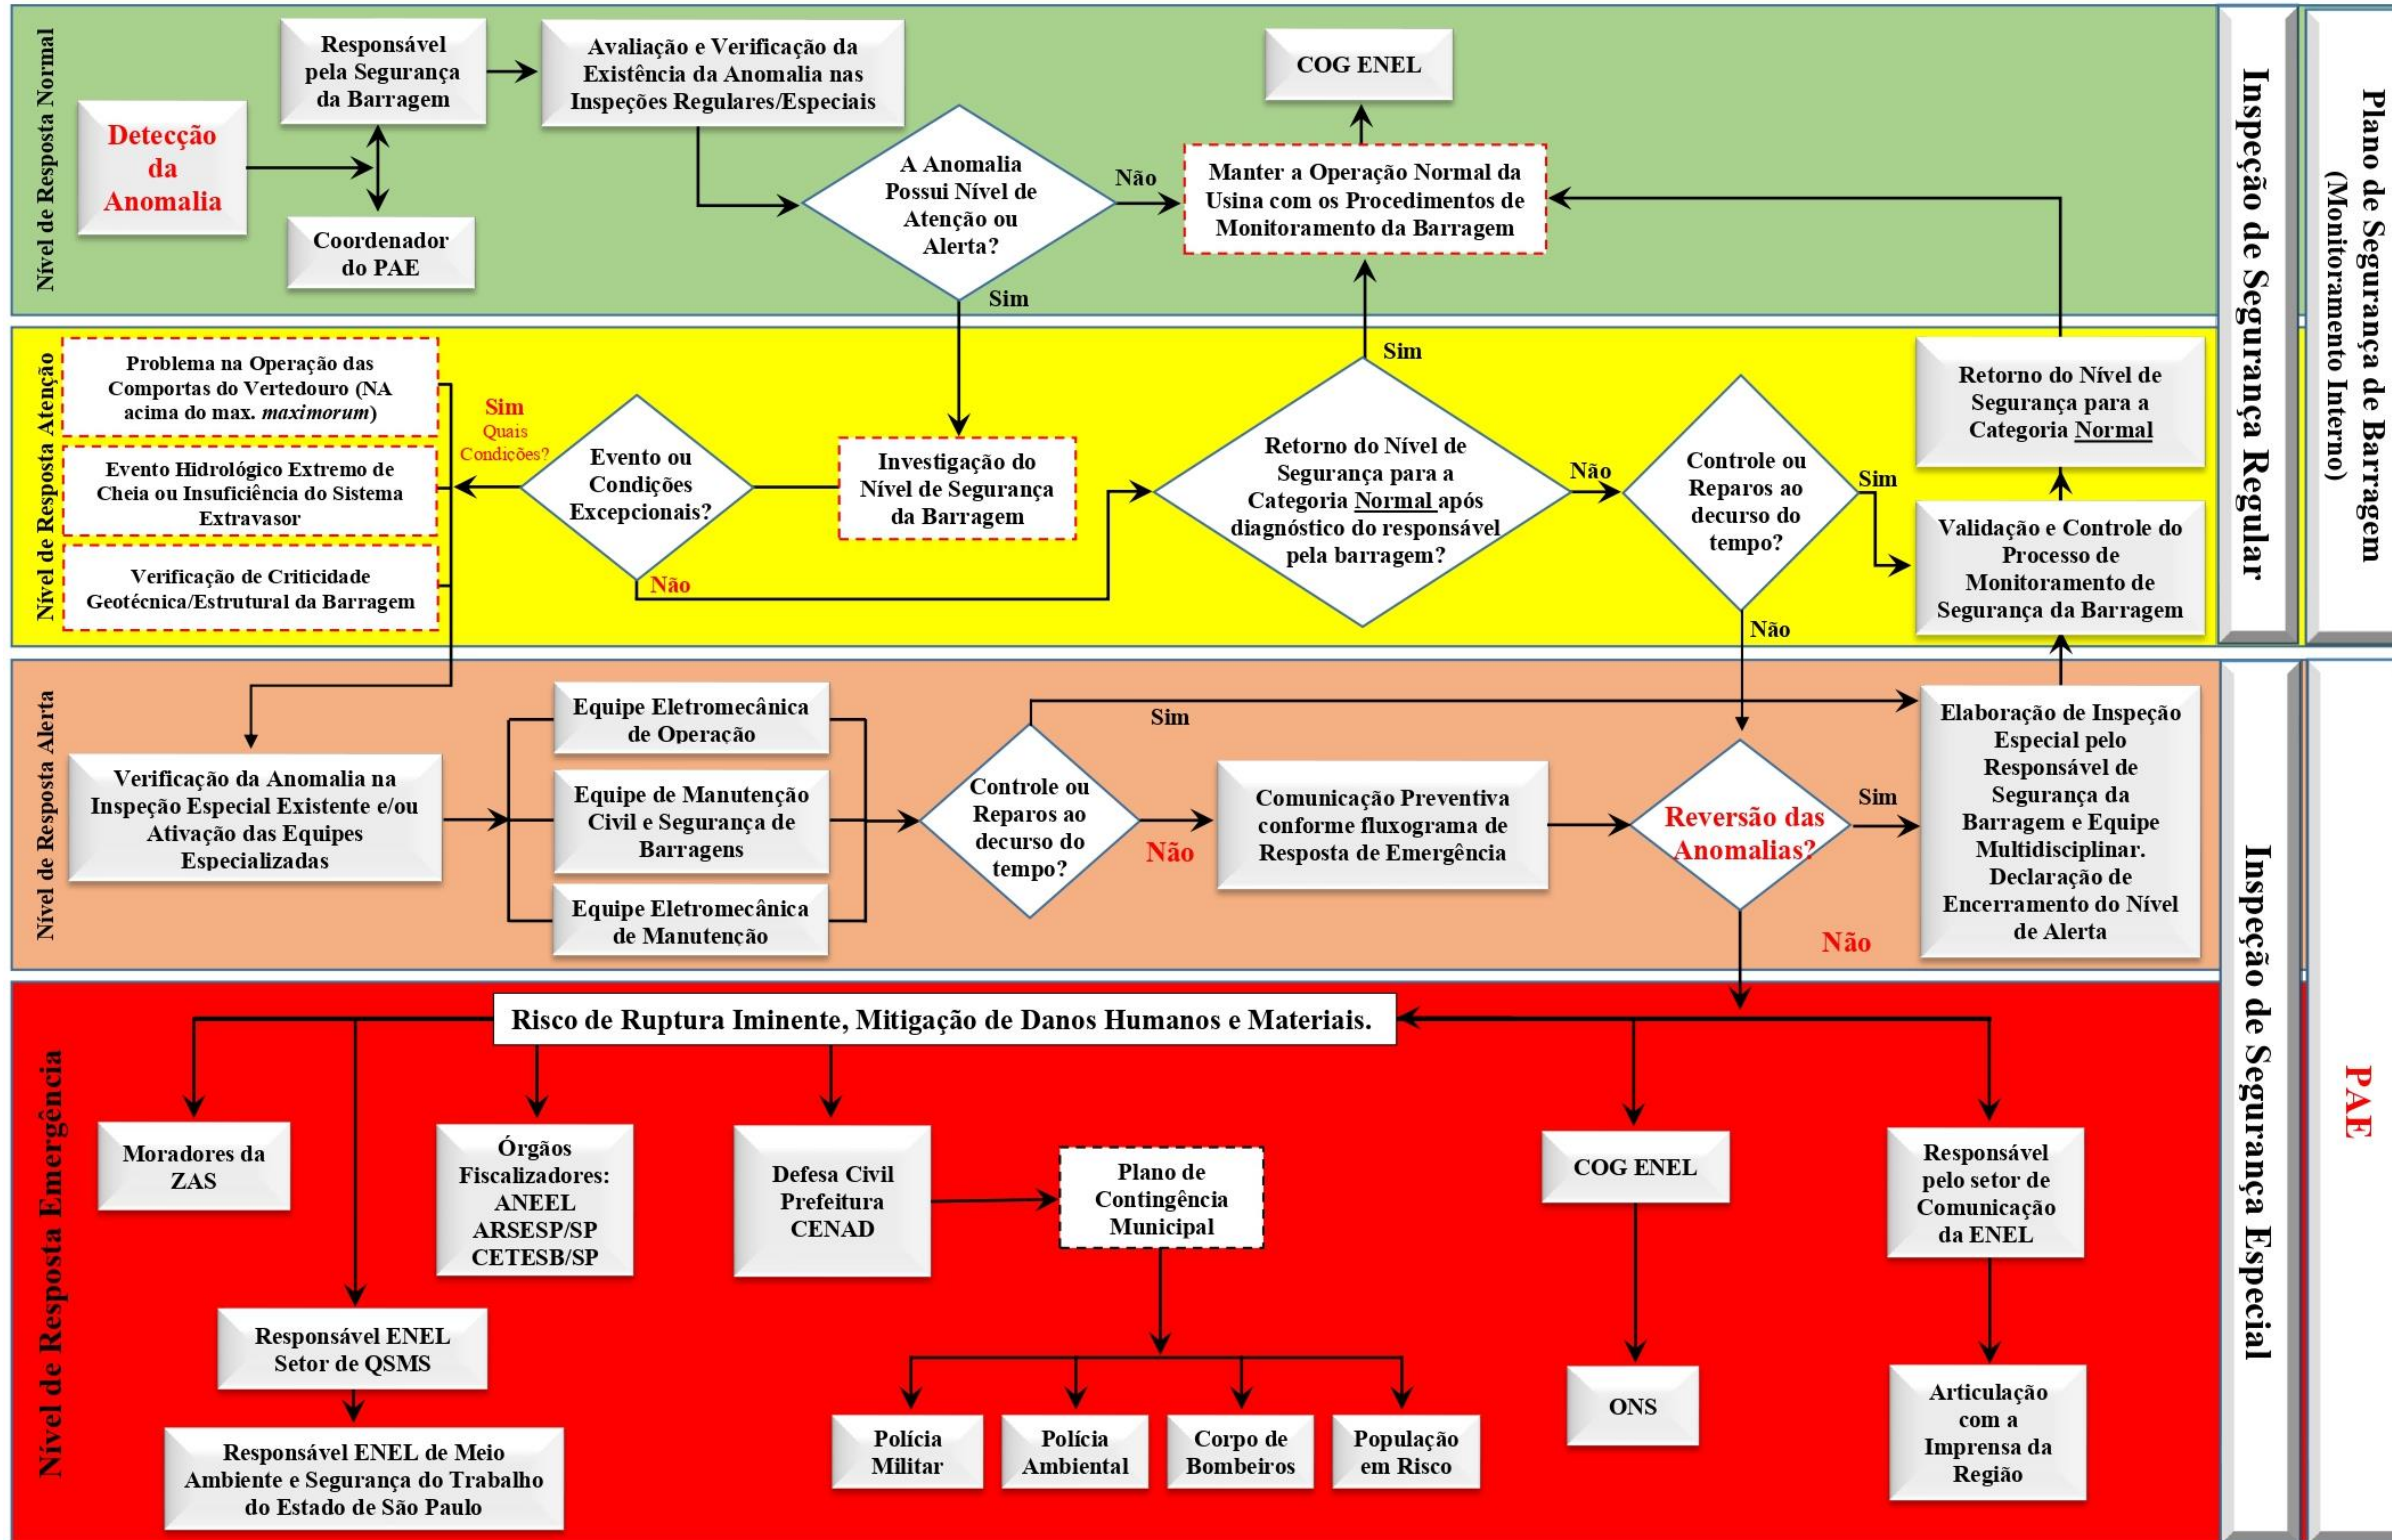 Nível de Resposta Normal
Detecção
da
Anomalia
Responsável
pela Segurança
da Barragem
Coordenador
do PAE
Avaliação e Verificação da
Existência da Anomalia nas
Inspeções Regulares/Especiais
A Anomalia
Possui Nível de
Atenção ou
Alerta?
Não
Sim
COG ENEL
Manter a Operação Normal da
Usina com os Procedimentos de
Monitoramento da Barragem
Inspeção de Segurança Regular
Plano de Segurança de Barragem
(Monitoramento Interno)
Nível de Resposta Atenção
Problema na Operação das
Comportas do Vertedouro (NA
acima do max. maximorum)
Evento Hidrológico Extremo de
Cheia ou Insuficiência do Sistema
Extravasor
Verificação de Criticidade
Geotécnica/Estrutural da Barragem
Sim
Quais
Condições?
Evento ou
Condições
Excepcionais?
Não
Investigação do
Nível de Segurança
da Barragem
Retorno do Nível de
Segurança para a
Categoria Normal após
diagnóstico do responsável
pela barragem?
Sim
Não
Controle ou
Reparos ao
decurso do
tempo?
Sim
Não
Retorno do Nível de
Segurança para a
Categoria Normal
Validação e Controle do
Processo de
Monitoramento de
Segurança da Barragem
Nível de Resposta Alerta
Verificação da Anomalia na
Inspeção Especial Existente e/ou
Ativação das Equipes
Especializadas
Equipe Eletromecânica
de Operação
Equipe de Manutenção
Civil e Segurança de
Barragens
Equipe Eletromecânica
de Manutenção
Controle ou
Reparos ao
decurso do
tempo?
Sim
Não
Comunicação Preventiva
conforme fluxograma de
Resposta de Emergência
Reversão das
Anomalias?
Sim
Não
Elaboração de Inspeção
Especial pelo
Responsável de
Segurança da
Barragem e Equipe
Multidisciplinar.
Declaração de
Encerramento do Nível
de Alerta
Inspeção de Segurança Especial
PAE
Nível de Resposta Emergência
Risco de Ruptura Iminente, Mitigação de Danos Humanos e Materiais.
Moradores da
ZAS
Responsável ENEL
Setor de QSMS
Responsável ENEL de Meio
Ambiente e Segurança do Trabalho
do Estado de São Paulo
Órgãos
Fiscalizadores:
ANEEL
ARSESP/SP
CETESB/SP
Defesa Civil
Prefeitura
CENAD
Plano de
Contingência
Municipal
Polícia
Militar
Polícia
Ambiental
Corpo de
Bombeiros
População
em Risco
COG ENEL
ONS
Responsável
pelo setor de
Comunicação
da ENEL
Articulação
com a
Imprensa da
Região